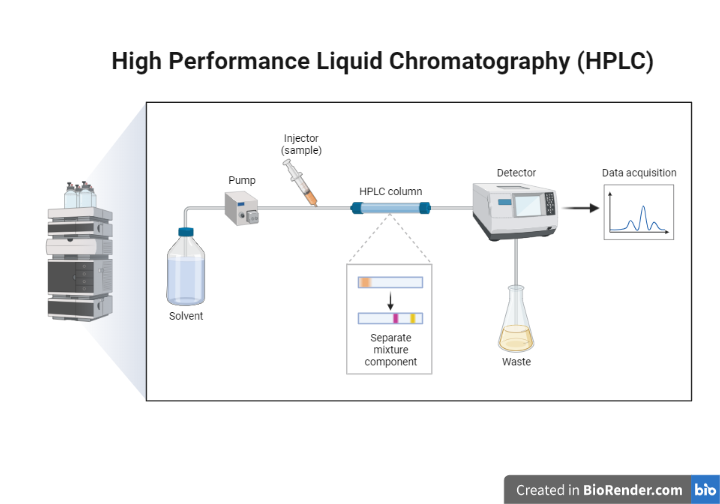 High Performance Liquid Chromatography (HPLC)
Injector
(sample)
Pump
HPLC column
Detector
Data acquisition
Solvent
Separate
mixture
component
Waste
Created in BioRender.com bio